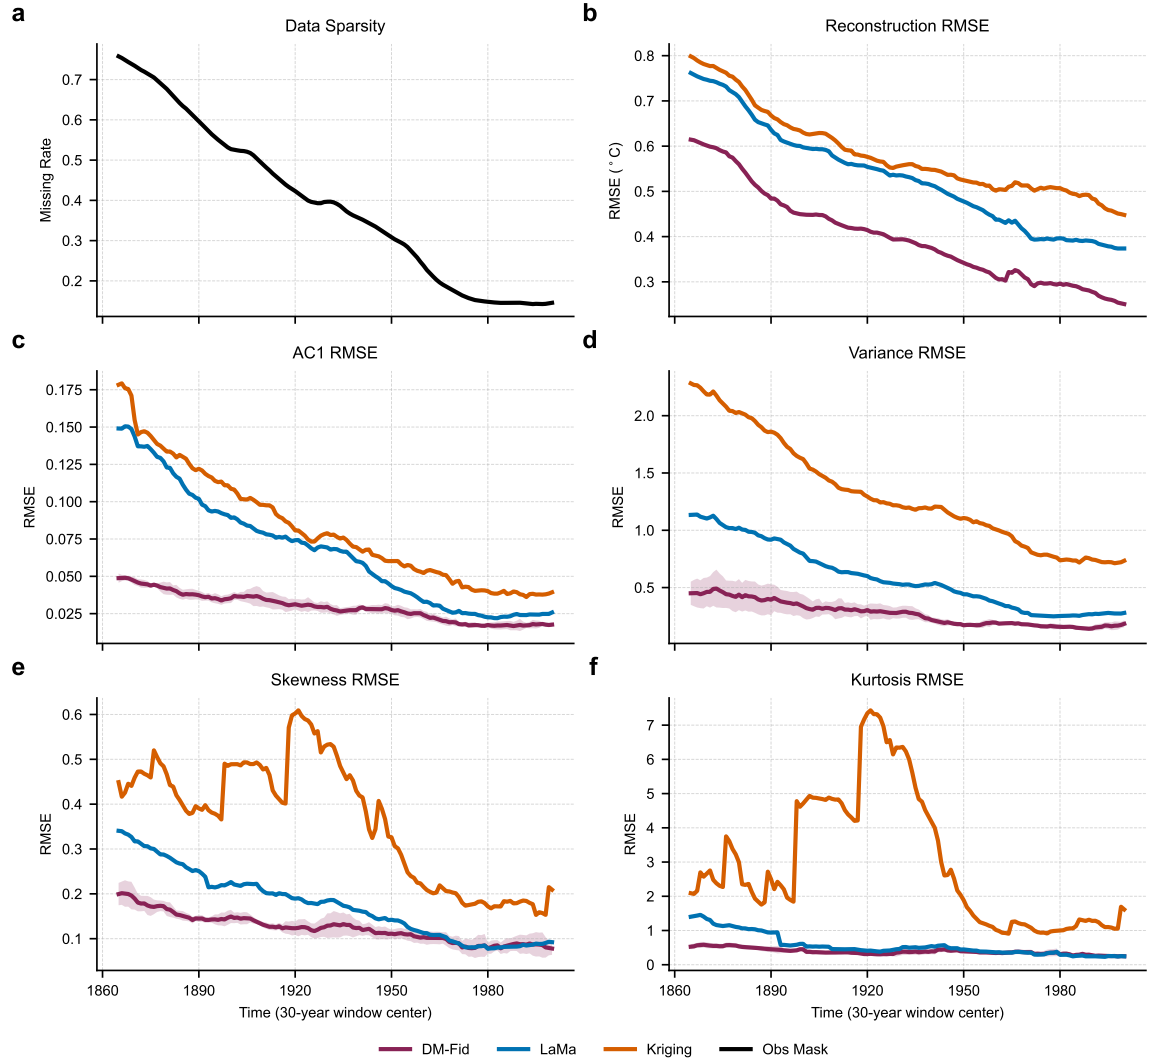 a
Data Sparsity
Missing Rate
0.7
0.6
0.5
0.4
0.3
0.2
b
Reconstruction RMSE
RMSE (°C)
0.8
0.7
0.6
0.5
0.4
0.3
c
AC1 RMSE
RMSE
0.175
0.150
0.125
0.100
0.075
0.050
0.025
d
Variance RMSE
RMSE
2.0
1.5
1.0
0.5
e
Skewness RMSE
RMSE
0.6
0.5
0.4
0.3
0.2
0.1
1860 1890 1920 1950 1980
Time (30-year window center)
f
Kurtosis RMSE
RMSE
7
6
5
4
3
2
1
0
1860 1890 1920 1950 1980
Time (30-year window center)
DM-Fid LaMa Kriging Obs Mask